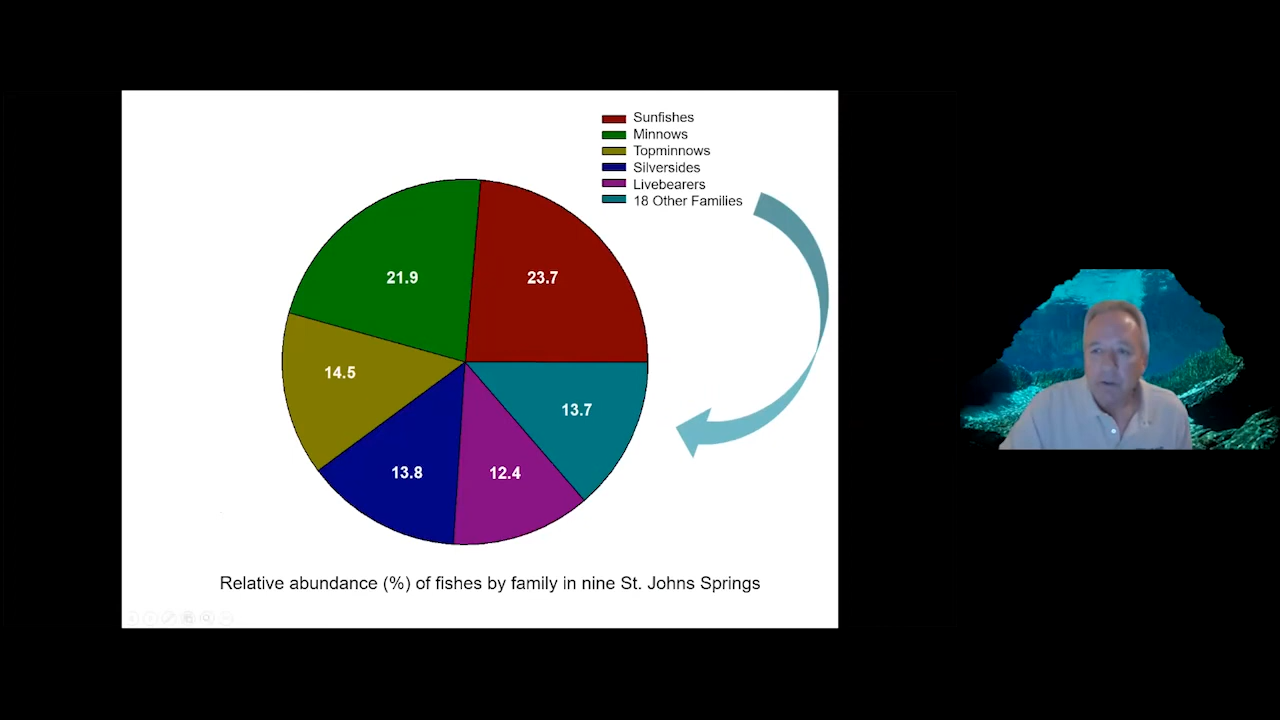 Sunfishes
Minnows
Topminnows
Silversides
Livebearers
18 Other Families
21.9
23.7
14.5
13.7
13.8
12.4
Relative abundance (%) of fishes by family in nine St. Johns Springs